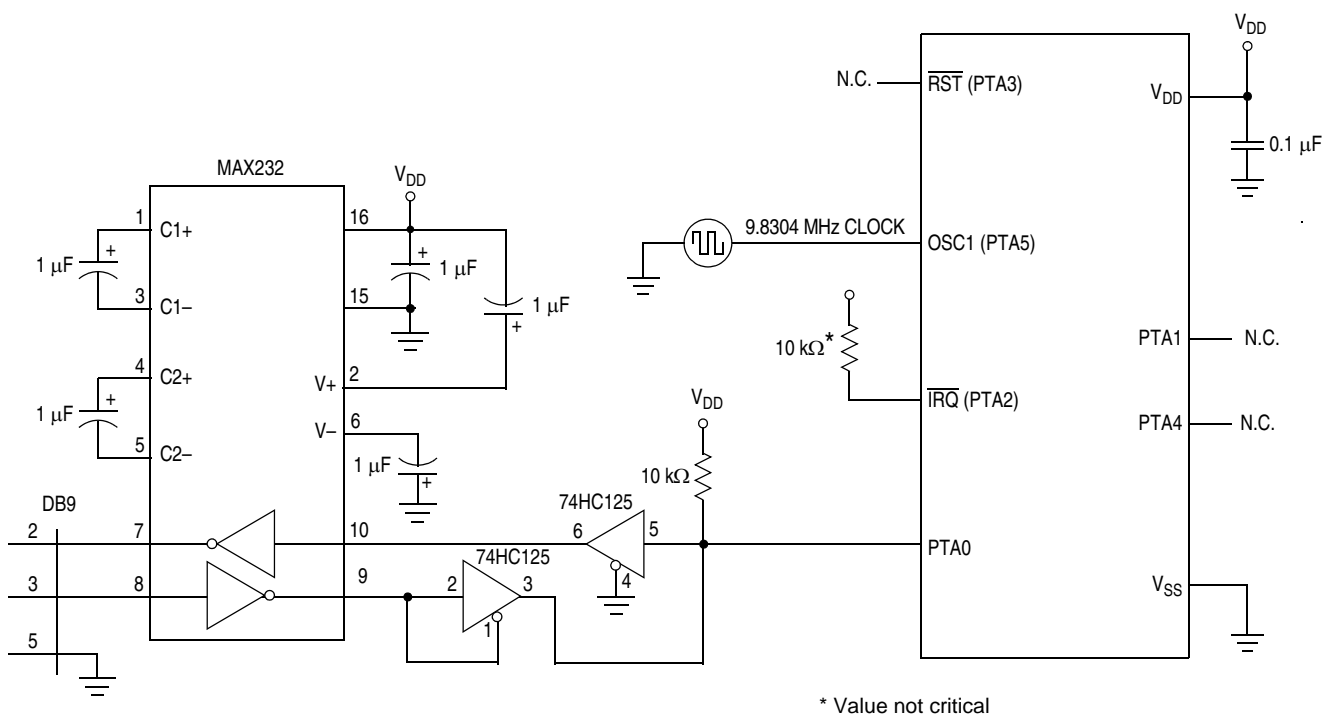 VDD
N.C.
RST (PTA3)
VDD
0.1 µF
MAX232
VDD
1
C1+
16
9.8304 MHz CLOCK
OSC1 (PTA5)
+
1 µF
+
1 µF
3
C1–
15
1 µF
+
10 kΩ*
PTA1
N.C.
4
C2+
V+
2
VDD
IRQ (PTA2)
+
1 µF
V–
6
PTA4
N.C.
5
C2–
1 µF
+
10 kΩ
DB9
74HC125
2
7
10
6
5
PTA0
74HC125
4
3
8
9
2
3
VSS
1
5
* Value not critical